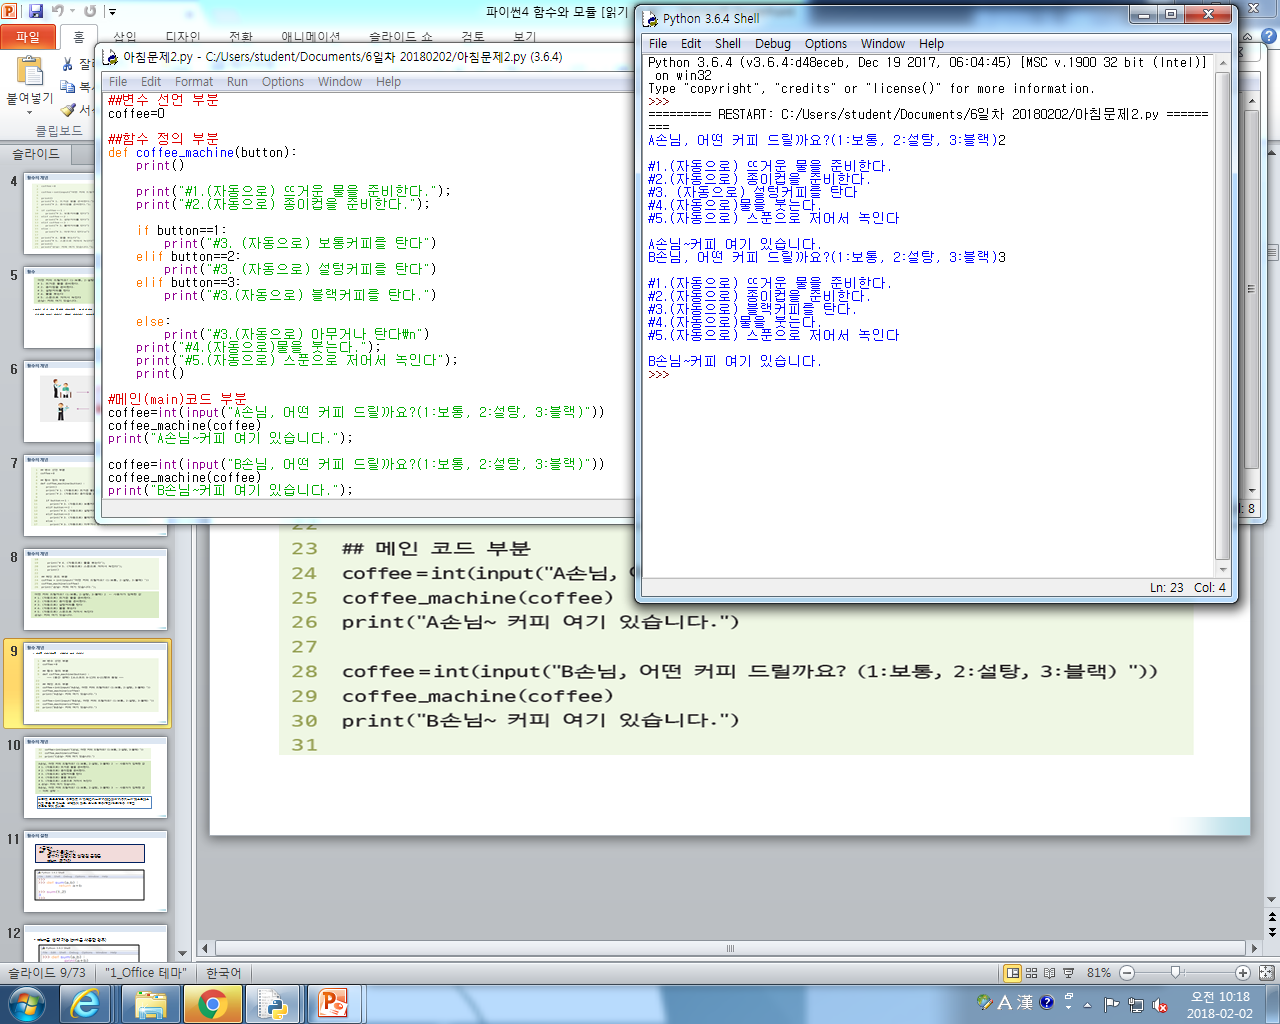 파이썬4 함수와 모듈 [읽기
파일
홈
삽입
디자인
전환
애니메이션
슬라이드 쇼
검토
보기
붙여넣기
클립보드
슬라이드
아침문제2.py - C:/Users/student/Documents/6일차 20180202/아침문제2.py (3.6.4)
File Edit Format Run Options Window Help
##변수 선언 부분
coffee=0
##함수 정의 부분
def coffee_machine(button):
    print()
    print("#1.(자동으로) 뜨거운 물을 준비한다.");
    print("#2.(자동으로) 종이컵을 준비한다.");
    if button==1:
        print("#3. (자동으로) 보통커피를 탄다")
    elif button==2:
        print("#3. (자동으로) 설텅커피를 탄다")
    elif button==3:
        print("#3.(자동으로) 블랙커피를 탄다.")
    else:
        print("#3.(자동으로) 아무거나 탄다₩n")
    print("#4.(자동으로)물을 붓는다.");
    print("#5.(자동으로) 스푼으로 저어서 녹인다");
    print()
#메인(main)코드 부분
coffee=int(input("A손님, 어떤 커피 드릴까요?(1:보통, 2:설탕, 3:블랙)"))
coffee_machine(coffee)
print("A손님~커피 여기 있습니다.");
coffee=int(input("B손님, 어떤 커피 드릴까요?(1:보통, 2:설탕, 3:블랙)"))
coffee_machine(coffee)
print("B손님~커피 여기 있습니다.");
Python 3.6.4 Shell
File Edit Shell Debug Options Window Help
Python 3.6.4 (v3.6.4:d48eceb, Dec 19 2017, 06:04:45) [MSC v.1900 32 bit (Intel)]
 on win32
Type "copyright", "credits" or "license()" for more information.
>>>
========= RESTART: C:/Users/student/Documents/6일차 20180202/아침문제2.py ======
===
A손님, 어떤 커피 드릴까요?(1:보통, 2:설탕, 3:블랙)2
#1.(자동으로) 뜨거운 물을 준비한다.
#2.(자동으로) 종이컵을 준비한다.
#3. (자동으로) 설텅커피를 탄다
#4.(자동으로)물을 붓는다.
#5.(자동으로) 스푼으로 저어서 녹인다
A손님~커피 여기 있습니다.
B손님, 어떤 커피 드릴까요?(1:보통, 2:설탕, 3:블랙)3
#1.(자동으로) 뜨거운 물을 준비한다.
#2.(자동으로) 종이컵을 준비한다.
#3.(자동으로) 블랙커피를 탄다.
#4.(자동으로)물을 붓는다.
#5.(자동으로) 스푼으로 저어서 녹인다
B손님~커피 여기 있습니다.
>>>
Ln: 23 Col: 4
: 8
4
5
6
7
8
9
10
11
12
23 ## 메인 코드 부분
24 coffee=int(input("A손님,
25 coffee_machine(coffee)
26 print("A손님~ 커피 여기 있습니다.")
27
28 coffee=int(input("B손님, 어떤 커피 드릴까요? (1:보통, 2:설탕, 3:블랙) "))
29 coffee_machine(coffee)
30 print("B손님~ 커피 여기 있습니다.")
31
슬라이드 9/73
"1_Office 테마"
한국어
81%
A 漢
오전 10:18
2018-02-02